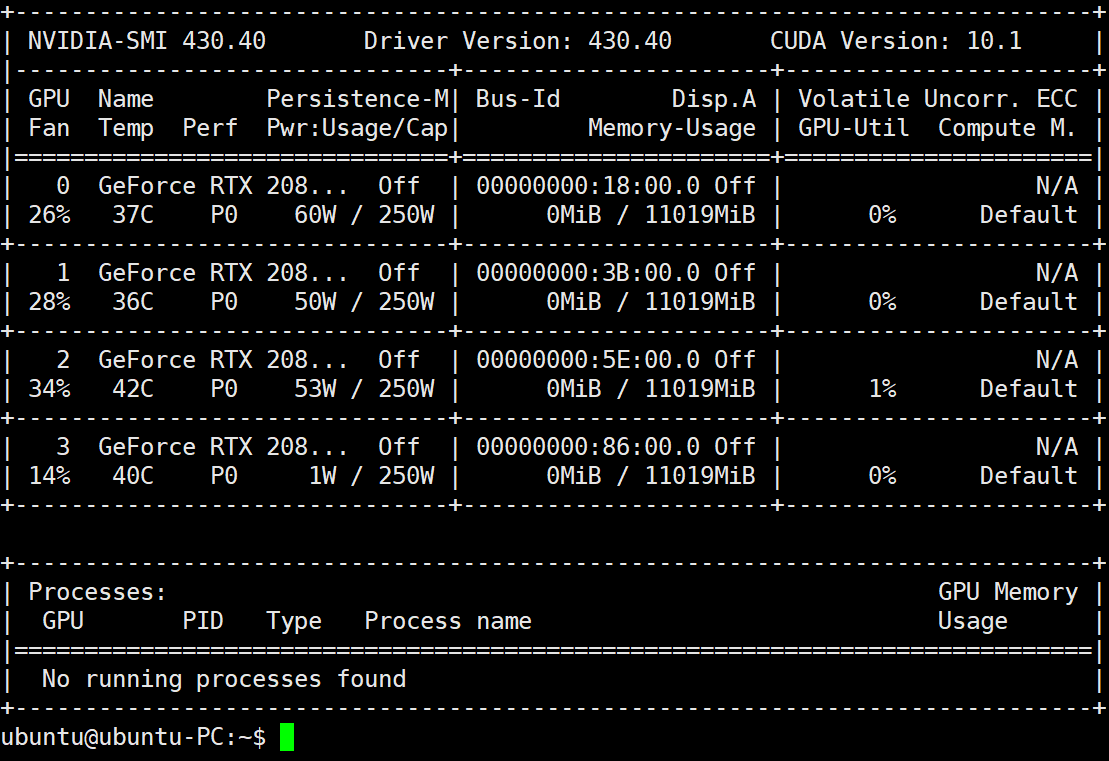 +-----------------------------------------------------------------------------+
| NVIDIA-SMI 430.40       Driver Version: 430.40       CUDA Version: 10.1     |
|-------------------------------+----------------------+----------------------+
| GPU  Name        Persistence-M| Bus-Id        Disp.A | Volatile Uncorr. ECC |
| Fan  Temp  Perf  Pwr:Usage/Cap|         Memory-Usage | GPU-Util  Compute M. |
|===============================+======================+======================|
|   0  GeForce RTX 208...  Off  | 00000000:18:00.0 Off |                  N/A |
| 26%   37C    P0    60W / 250W |      0MiB / 11019MiB |      0%      Default |
+-------------------------------+----------------------+----------------------+
|   1  GeForce RTX 208...  Off  | 00000000:3B:00.0 Off |                  N/A |
| 28%   36C    P0    50W / 250W |      0MiB / 11019MiB |      0%      Default |
+-------------------------------+----------------------+----------------------+
|   2  GeForce RTX 208...  Off  | 00000000:5E:00.0 Off |                  N/A |
| 34%   42C    P0    53W / 250W |      0MiB / 11019MiB |      1%      Default |
+-------------------------------+----------------------+----------------------+
|   3  GeForce RTX 208...  Off  | 00000000:86:00.0 Off |                  N/A |
| 14%   40C    P0     1W / 250W |      0MiB / 11019MiB |      0%      Default |
+-------------------------------+----------------------+----------------------+

+-----------------------------------------------------------------------------+
| Processes:                                                       GPU Memory |
|  GPU       PID   Type   Process name                             Usage      |
|=============================================================================|
|  No running processes found                                                 |
+-----------------------------------------------------------------------------+
ubuntu@ubuntu-PC:~$